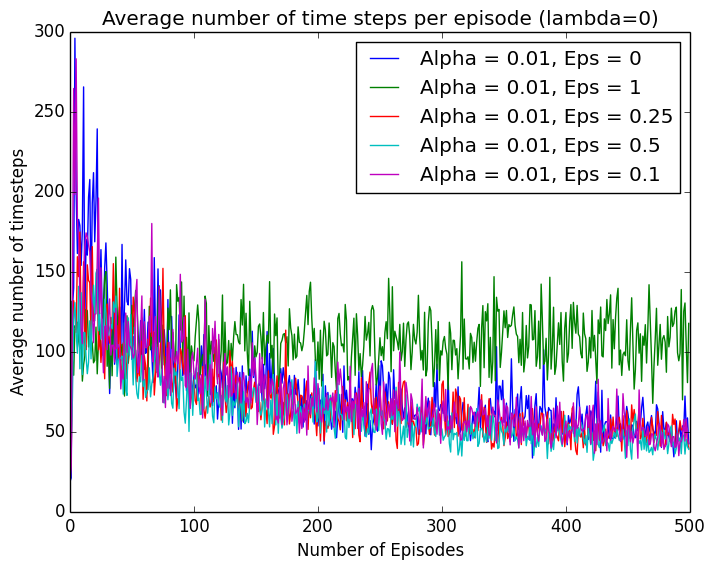 Average number of time steps per episode (lambda=0)
Alpha = 0.01, Eps = 0
Alpha = 0.01, Eps = 1
Alpha = 0.01, Eps = 0.25
Alpha = 0.01, Eps = 0.5
Alpha = 0.01, Eps = 0.1
Average number of timesteps
300
250
200
150
100
50
0
0 100 200 300 400 500
Number of Episodes